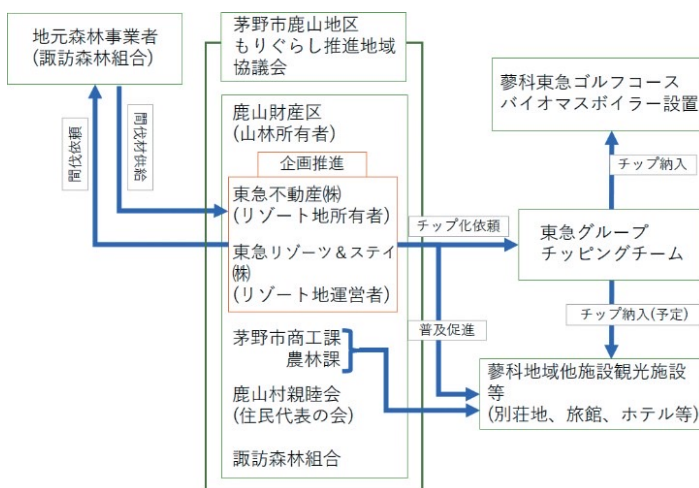 地元森林事業者
(諏訪森林組合)
間伐依頼
間伐材供給
茅野市鹿山地区
もりぐらし推進地域
協議会
鹿山財産区
(山林所有者)
企画推進
東急不動産㈱
(リゾート地所有者)
東急リゾーツ＆ステイ
㈱
(リゾート地運営者)
茅野市商工課
農林課
鹿山村親睦会
(住民代表の会)
諏訪森林組合
チップ化依頼
普及促進
蓼科東急ゴルフコース
バイオマスボイラー設置
チップ納入
東急グループ
チッピングチーム
チップ納入(予定)
蓼科地域他施設観光施設
等
(別荘地、旅館、ホテル等)